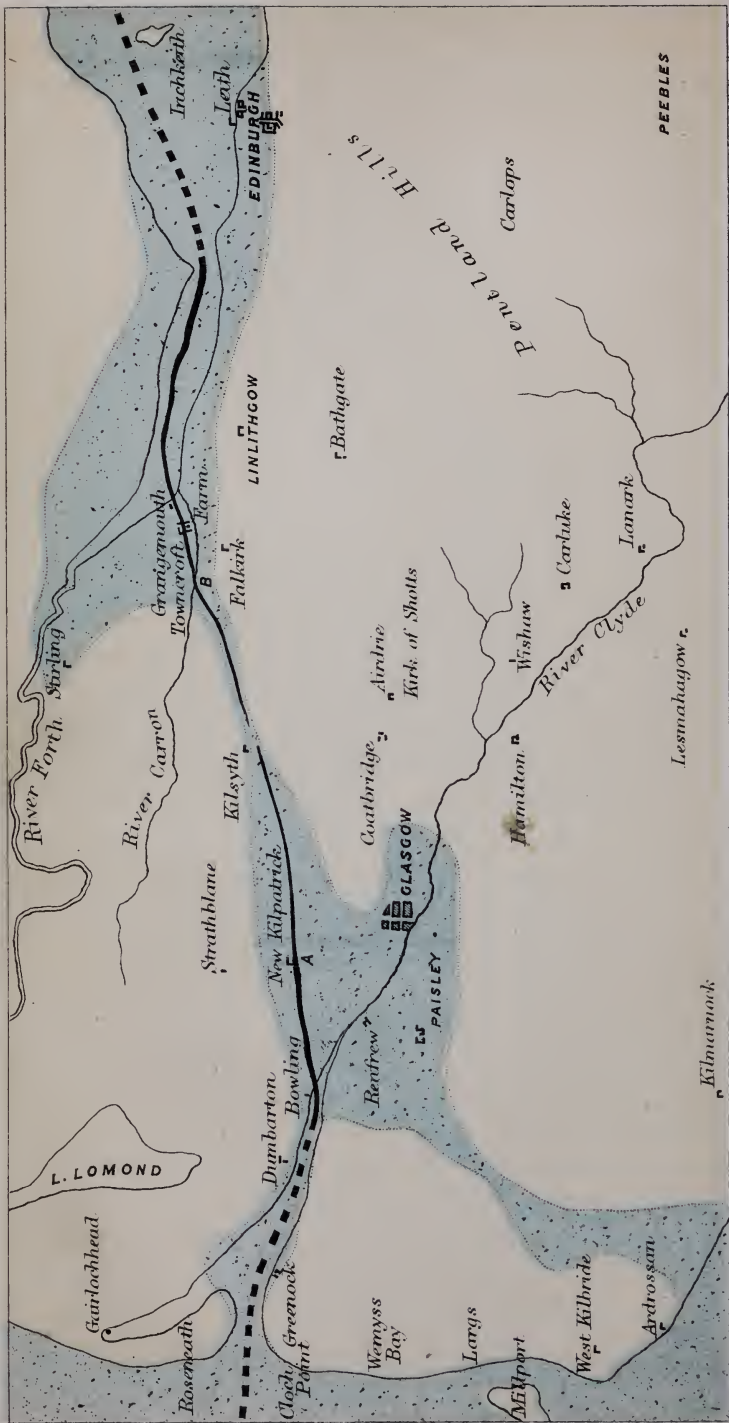 Inchkeith
Leith
EDINBURGH
PEEBLES
Pentland Hills
Carlops
LINLITHGOW
Bathgate
Grangemouth
Towncroft Farm
B
Falkirk
River Forth
Stirling
River Carron
Kilsyth
Airdrie
Kirk of Shotts
Coatbridge
Carluke
Lanark
Wishaw
River Clyde
Hamilton
Lesmahagow
Strathblane
New Kilpatrick
A
GLASGOW
PAISLEY
Renfrew
Kilmarnock
Bowling
Dumbarton
L. LOMOND
Gairlochhead
Roseneath
Greenock
Cloch
Point
Wemyss
Bay
Largs
Millport
West Kilbride
Ardrossan